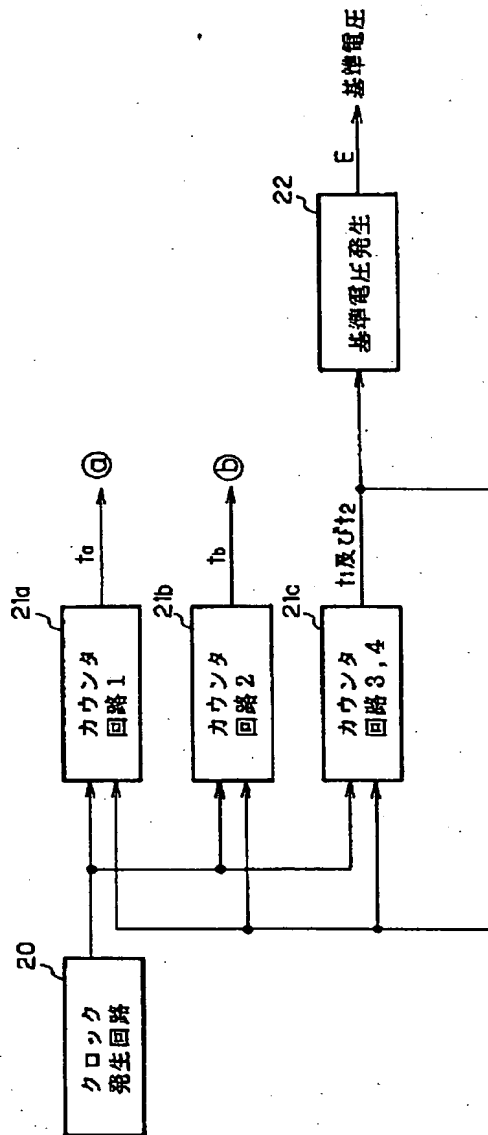 20
クロック
発生回路
21a
カウンタ
回路1
ta
ⓐ
21b
カウンタ
回路2
tb
ⓑ
21c
カウンタ
回路3,4
t1及びt2
22
基準電圧発生
E
基準電圧